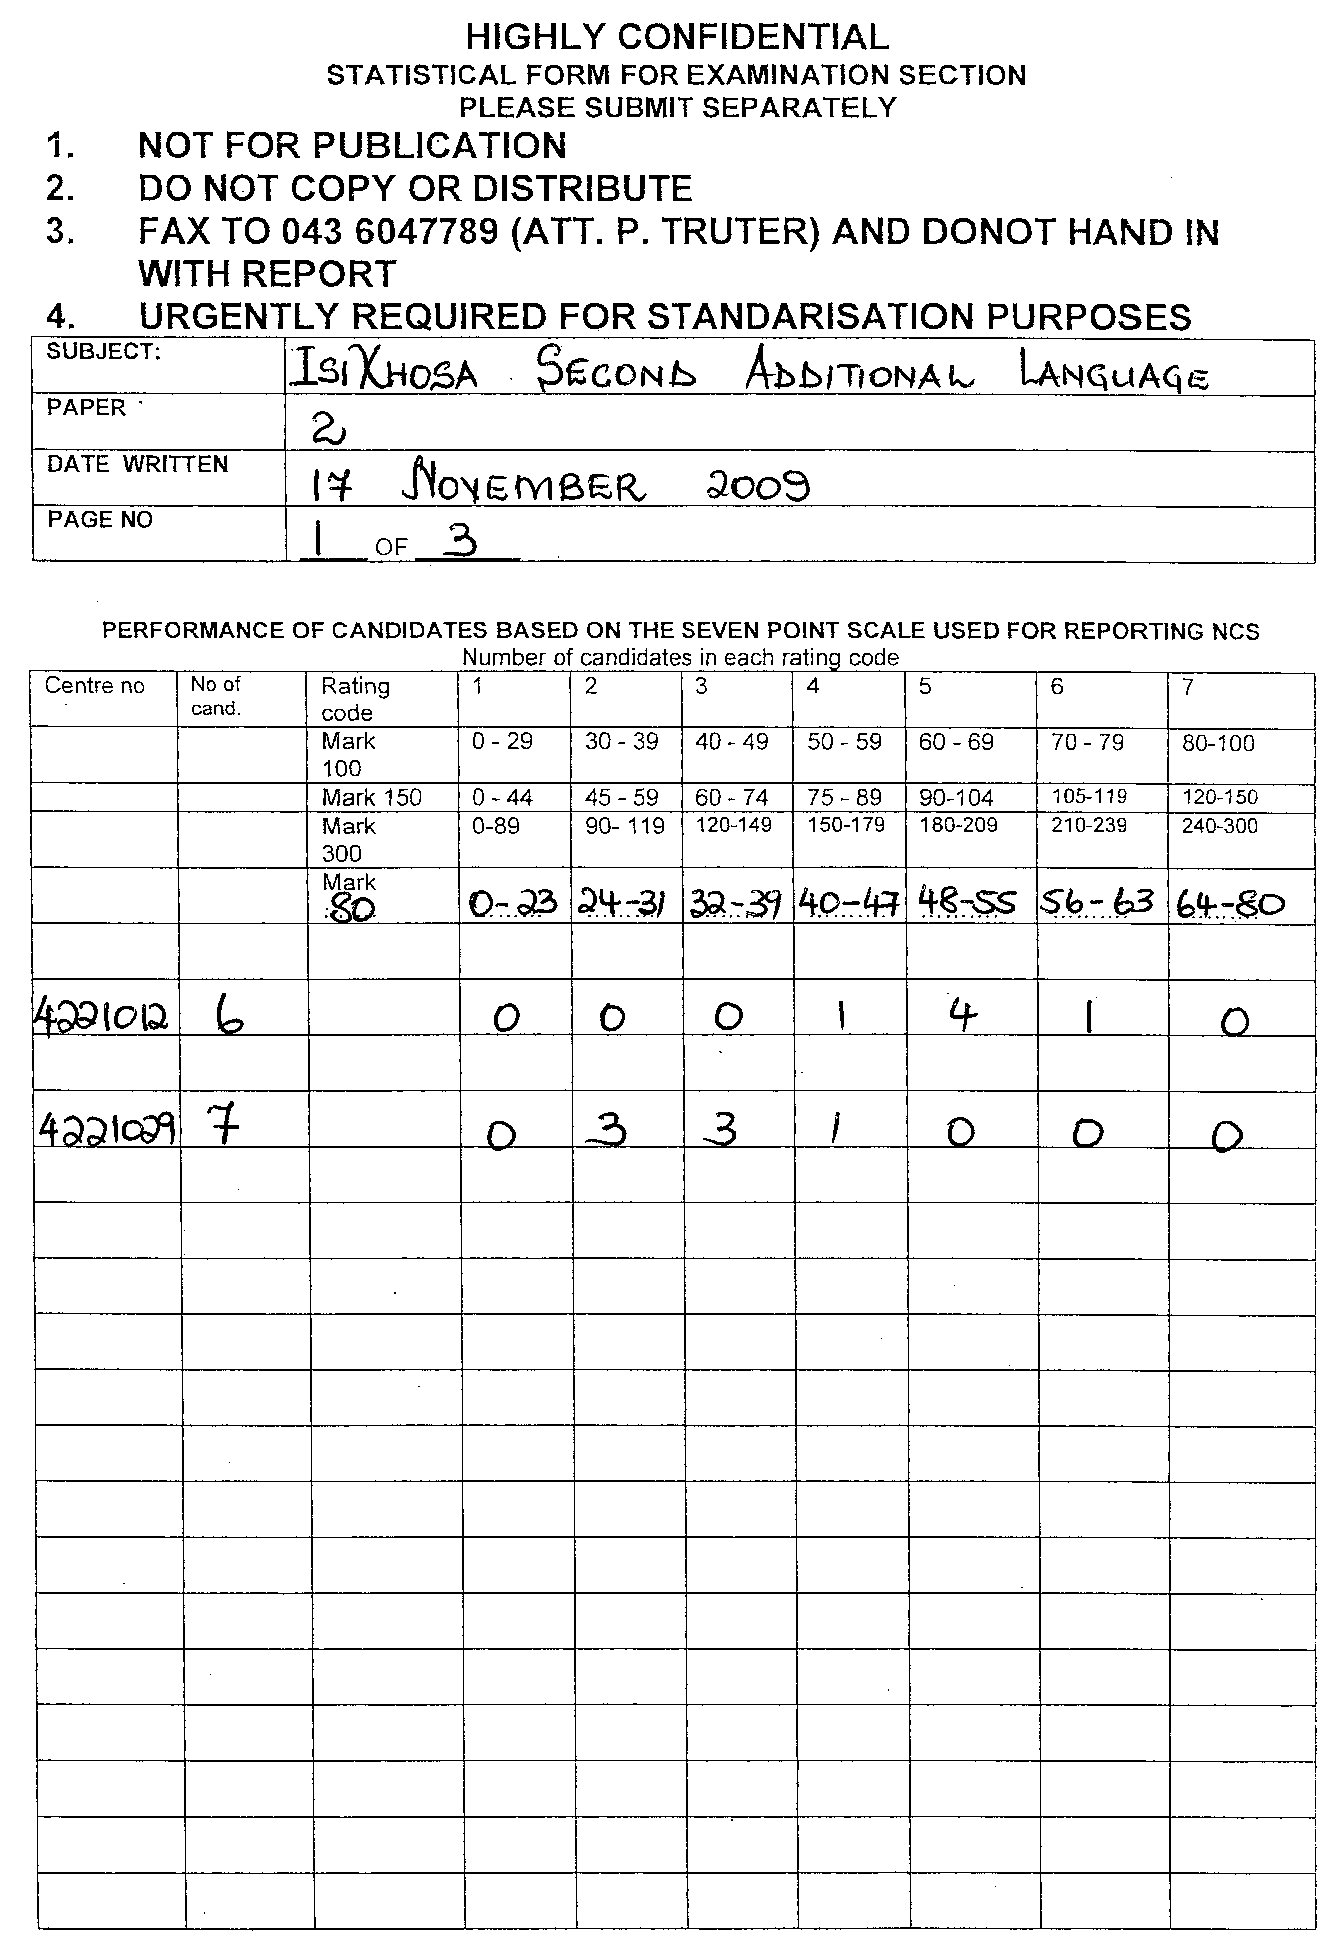 HIGHLY CONFIDENTIAL
STATISTICAL FORM FOR EXAMINATION SECTION
PLEASE SUBMIT SEPARATELY
1. NOT FOR PUBLICATION
2. DO NOT COPY OR DISTRIBUTE
3. FAX TO 043 6047789 (ATT. P. TRUTER) AND DONOT HAND IN
WITH REPORT
4. URGENTLY REQUIRED FOR STANDARISATION PURPOSES
SUBJECT: ISIXHOSA SECOND ADDITIONAL LANGUAGE
PAPER 2
DATE WRITTEN 17 NOVEMBER 2009
PAGE NO 1 OF 3
PERFORMANCE OF CANDIDATES BASED ON THE SEVEN POINT SCALE USED FOR REPORTING NCS
Number of candidates in each rating code
Centre no No of cand. Rating code 1 2 3 4 5 6 7
Mark 100 0 - 29 30 - 39 40 - 49 50 - 59 60 - 69 70 - 79 80-100
Mark 150 0 - 44 45 - 59 60 - 74 75 - 89 90-104 105-119 120-150
Mark 300 0-89 90- 119 120-149 150-179 180-209 210-239 240-300
Mark 80 0-23 24-31 32-39 40-47 48-55 56-63 64-80
4221012 6 0 0 0 1 4 1 0
4221029 7 0 3 3 1 0 0 0